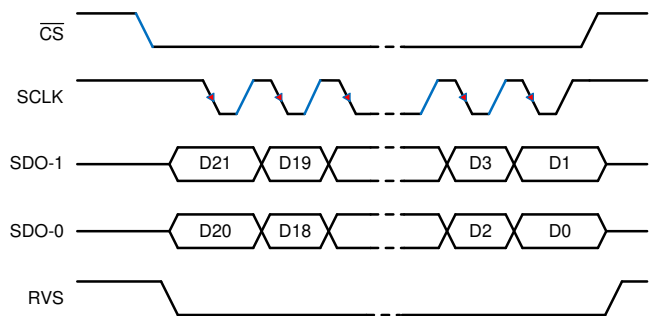 CS
SCLK
SDO-1 D21 D19 D3 D1
SDO-0 D20 D18 D2 D0
RVS